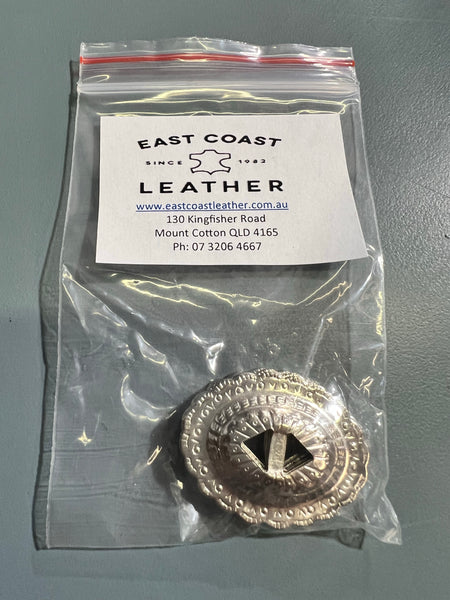 EAST COAST
SINCE 1982
LEATHER
www.eastcoastleather.com.au
130 Kingfisher Road
Mount Cotton QLD 4165
Ph: 07 3206 4667